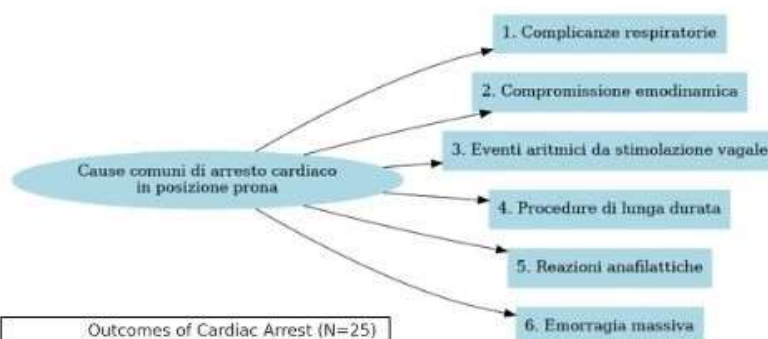 1. Complicanze respiratorie
2. Compromissione emodinamica
Cause comuni di arresto cardiaco
in posizione prona
3. Eventi aritmici da stimolazione vagale
4. Procedure di lunga durata
5. Reazioni anafilattiche
6. Emorragia massiva
Outcomes of Cardiac Arrest (N=25)